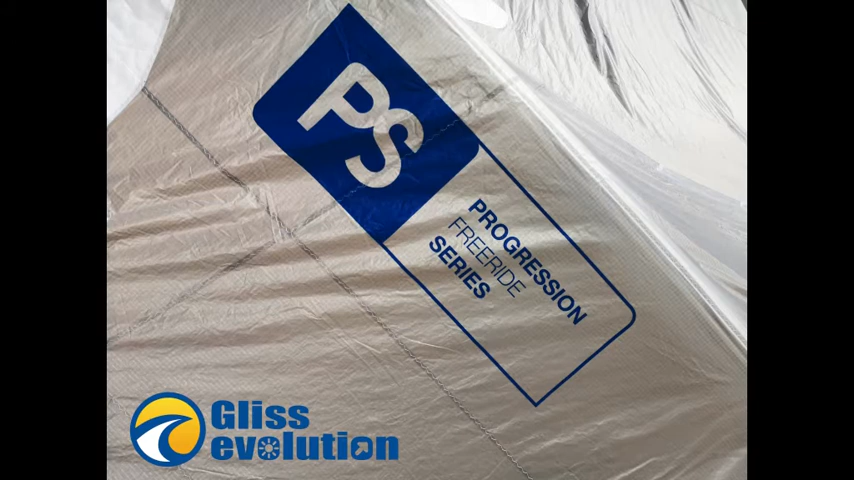 PS
PROGRESSION
FREERIDE
SERIES
Gliss
evolution